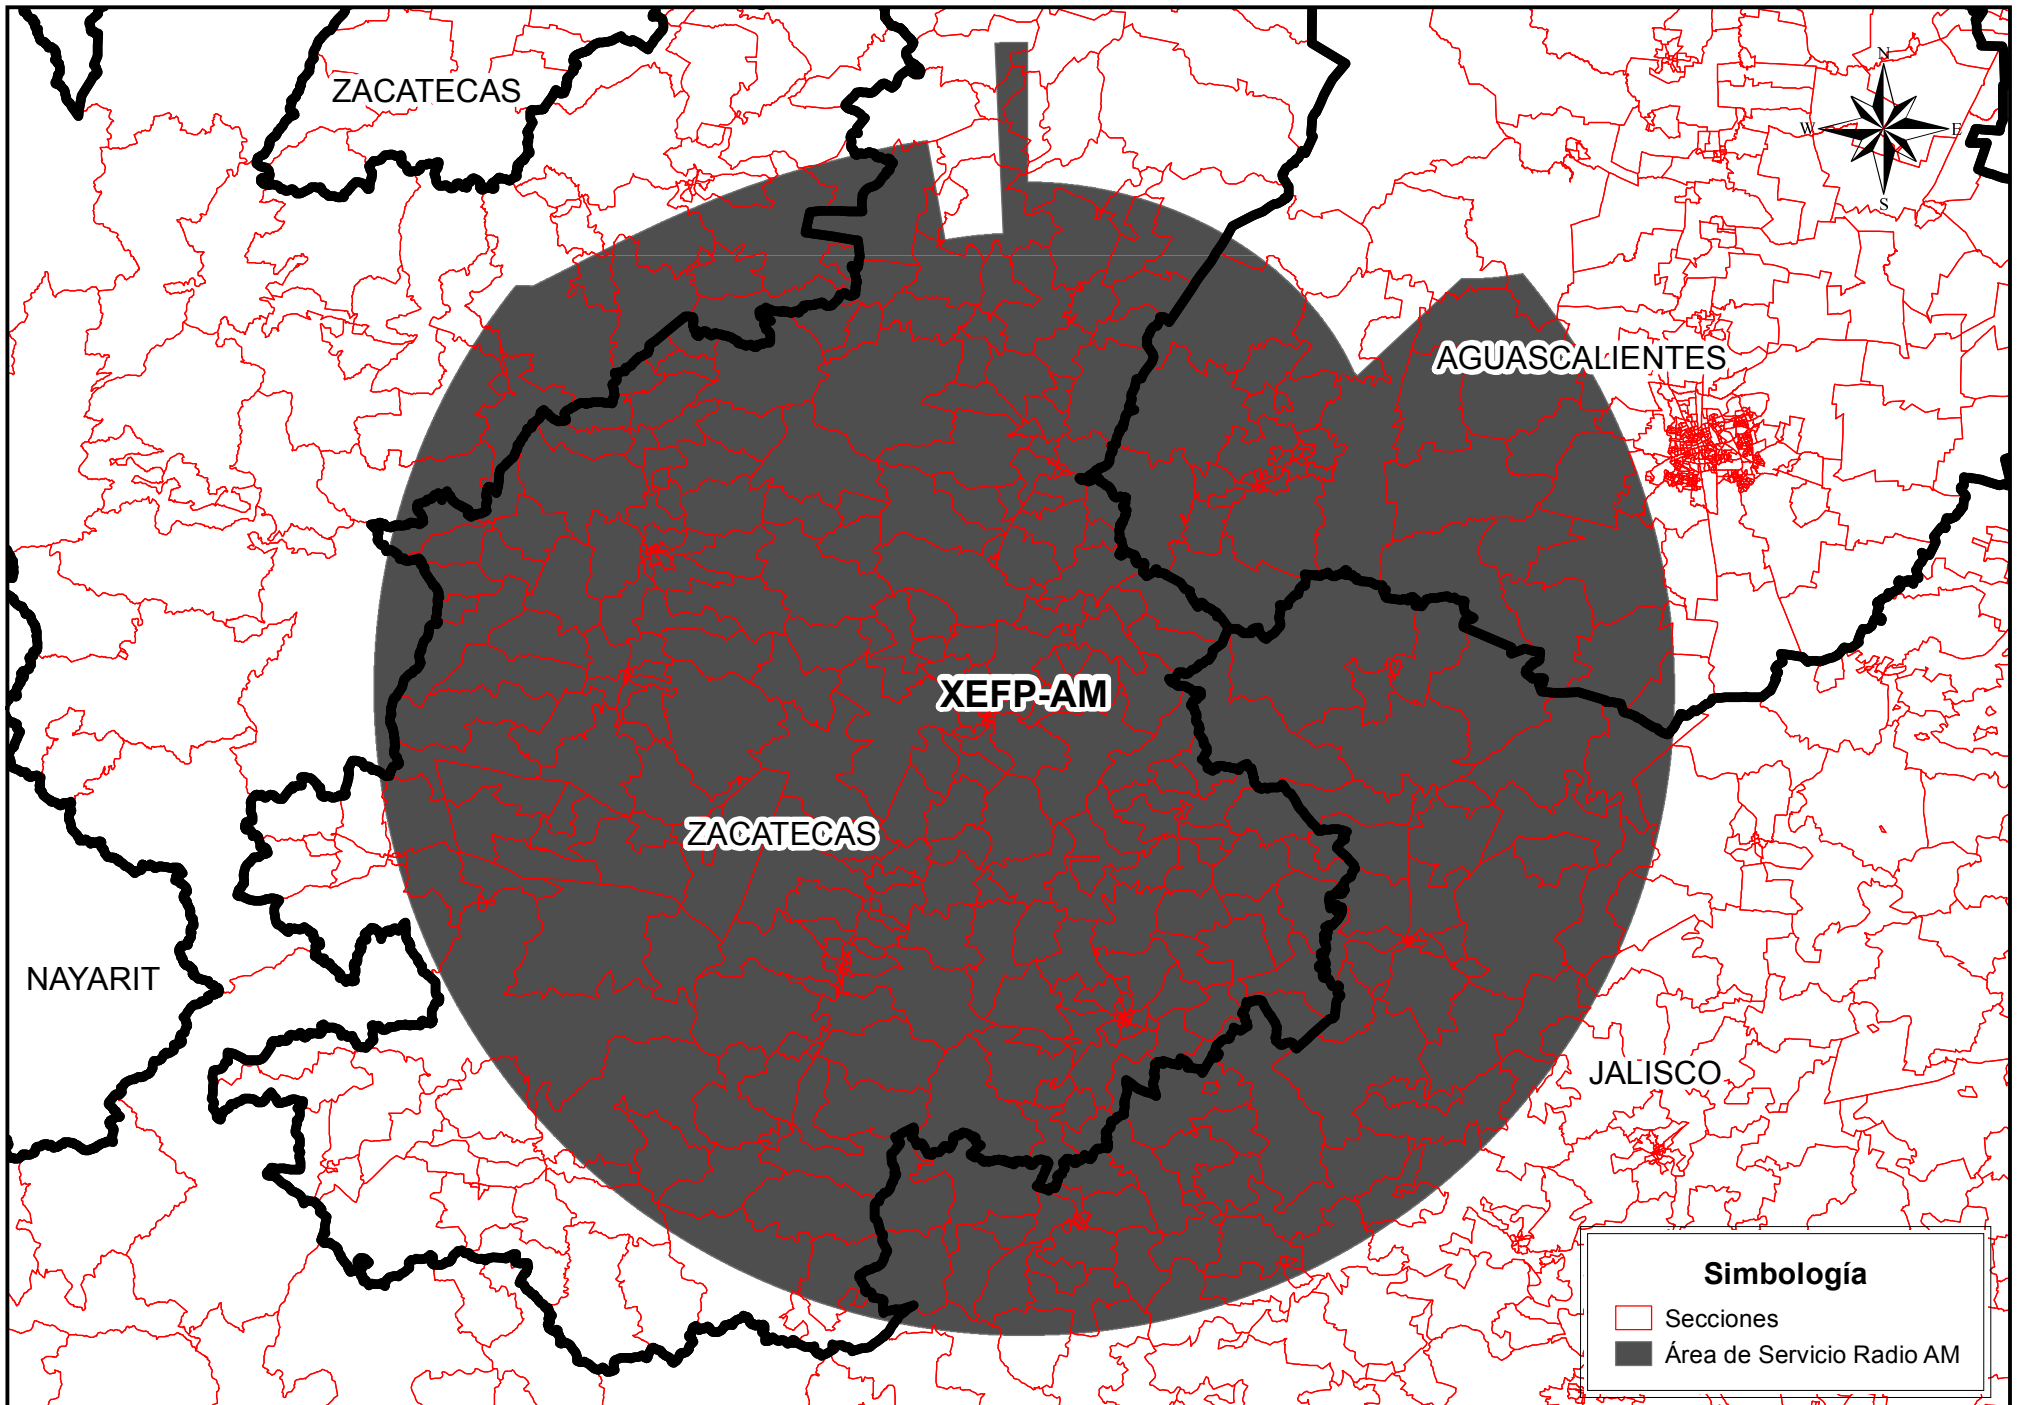 ZACATECAS
N
W
E
S
AGUASCALIENTES
XEFP-AM
ZACATECAS
NAYARIT
JALISCO
Simbología
Secciones
Área de Servicio Radio AM